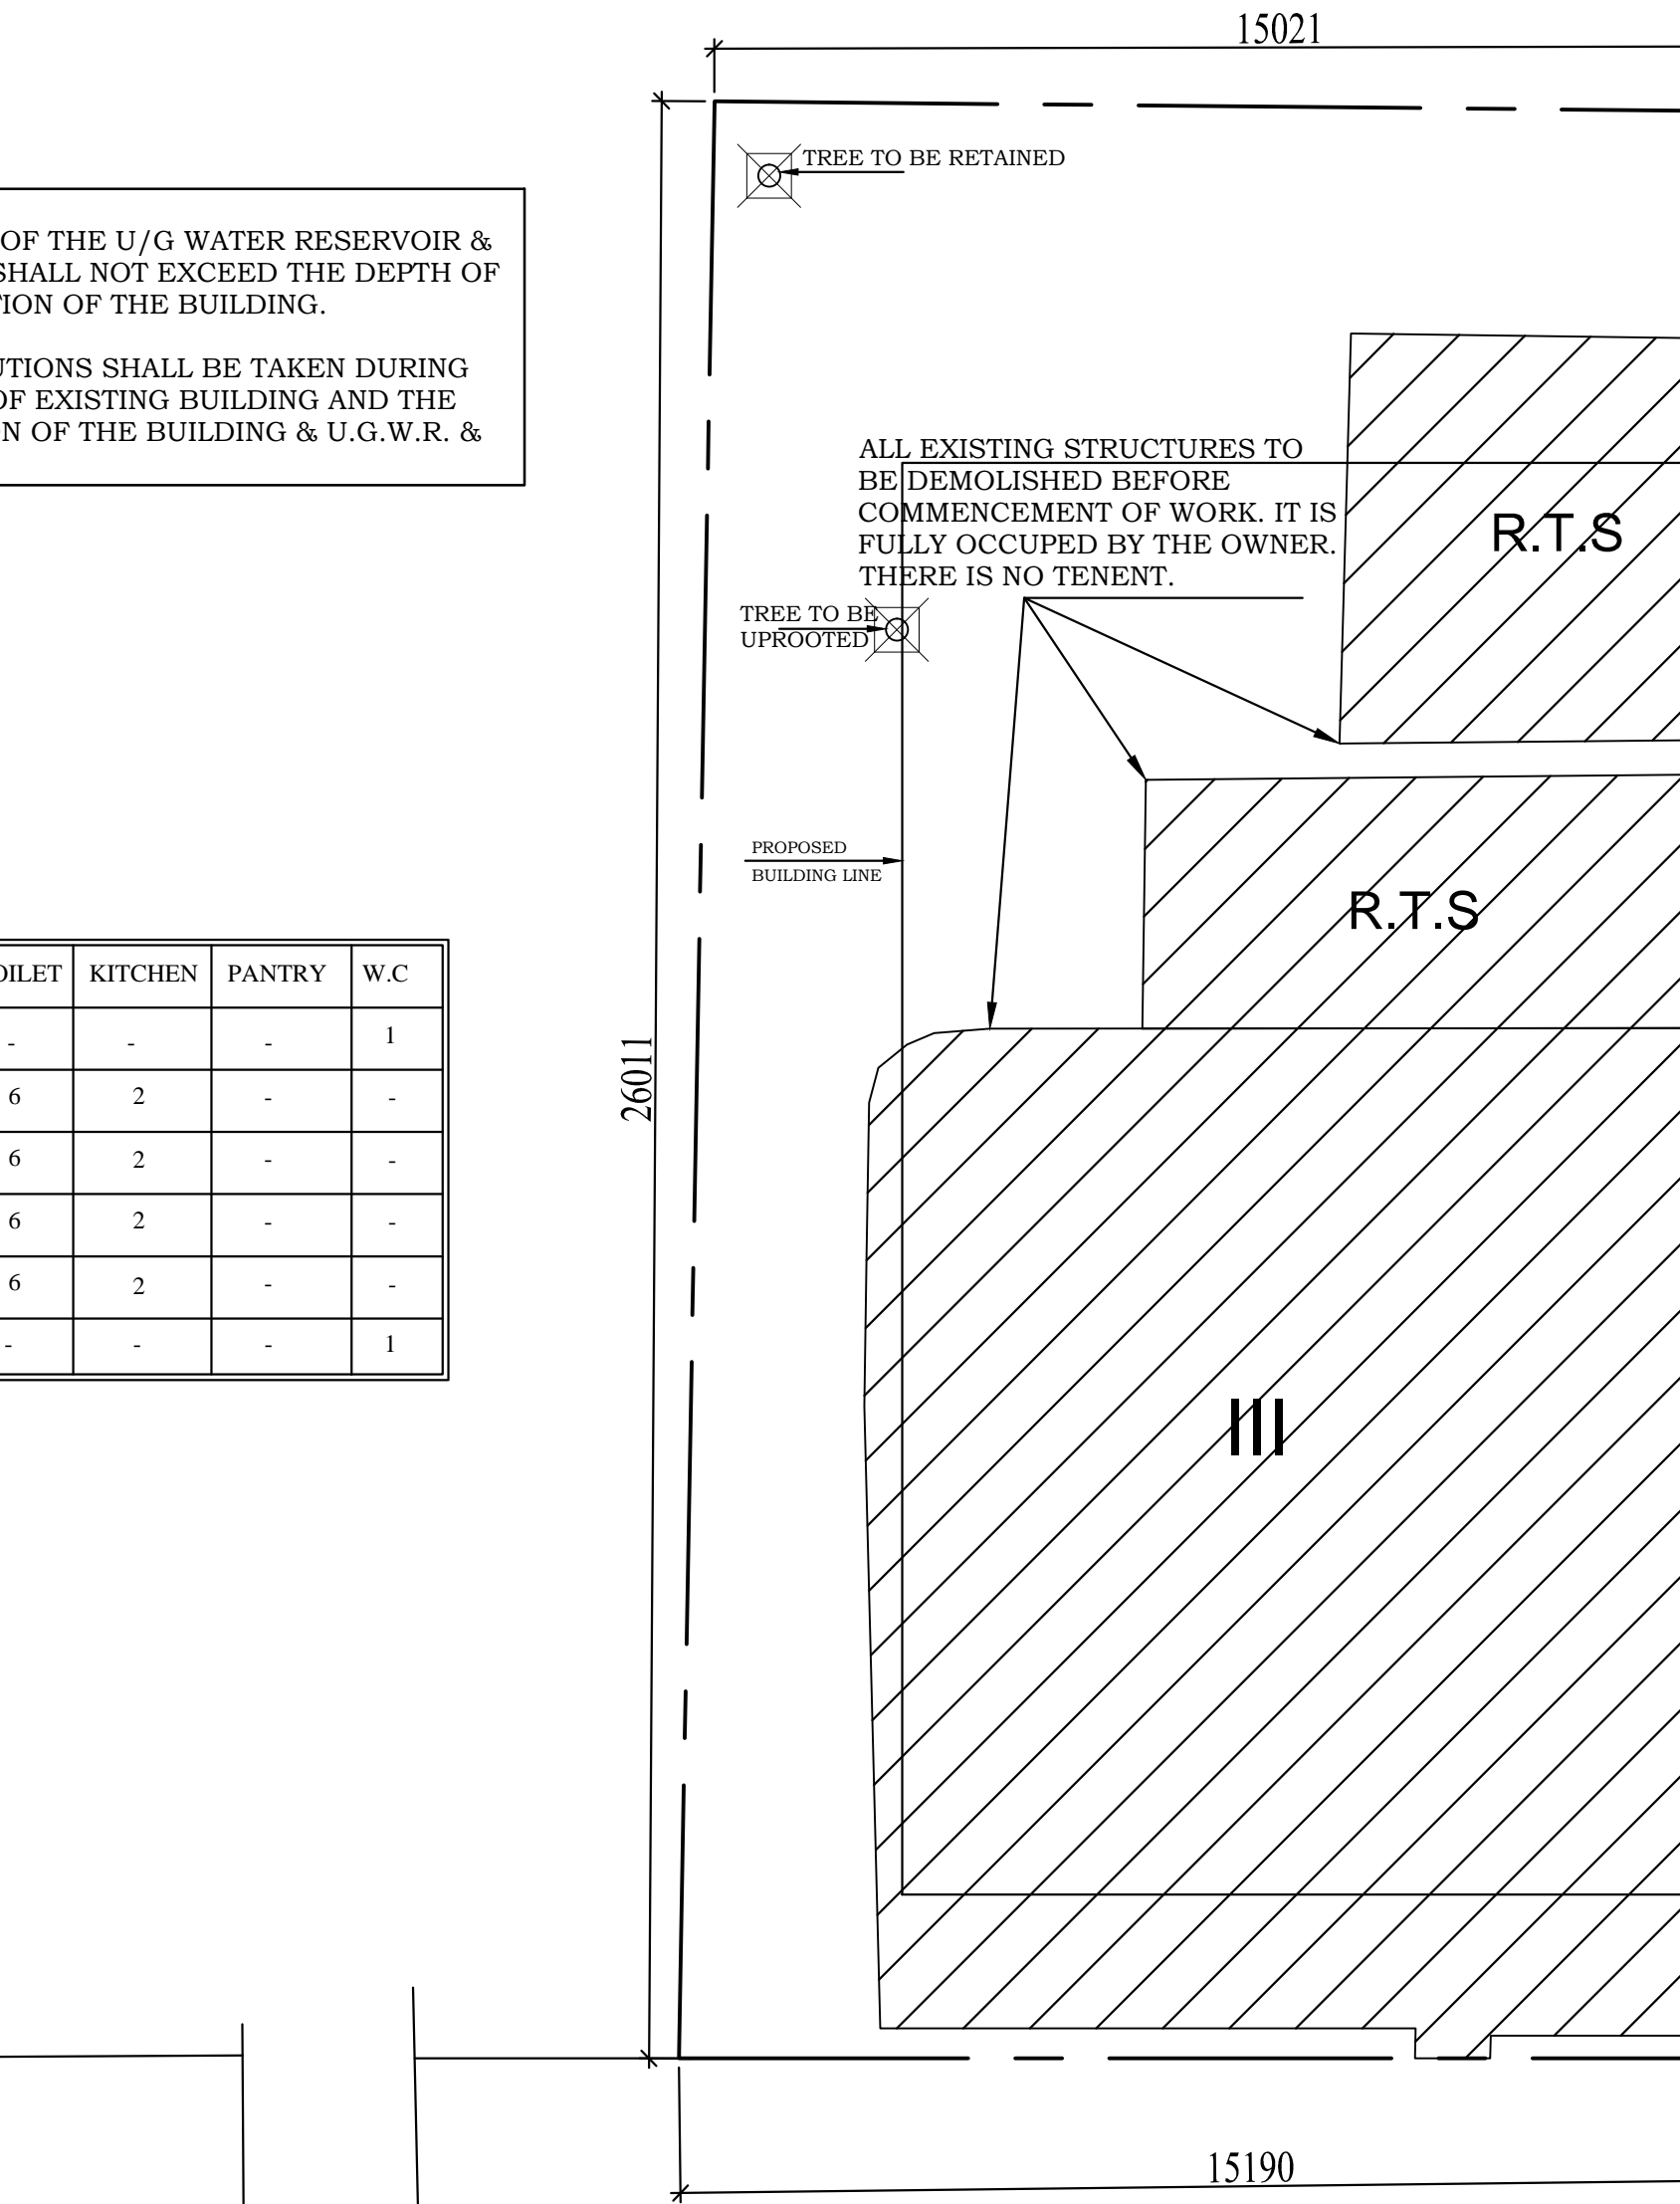 15021
TREE TO BE RETAINED
OF THE U/G WATER RESERVOIR &
SHALL NOT EXCEED THE DEPTH OF
TION OF THE BUILDING.
UTIONS SHALL BE TAKEN DURING
OF EXISTING BUILDING AND THE
ON OF THE BUILDING & U.G.W.R. &
ALL EXISTING STRUCTURES TO
BE DEMOLISHED BEFORE
COMMENCEMENT OF WORK. IT IS
FULLY OCCUPED BY THE OWNER.
THERE IS NO TENENT.
R.T.S
TREE TO BE
UPROOTED
PROPOSED
BUILDING LINE
R.T.S
OILET KITCHEN PANTRY W.C
- - - 1
6 2 - -
6 2 - -
6 2 - -
6 2 - -
- - - 1
26011
III
15190